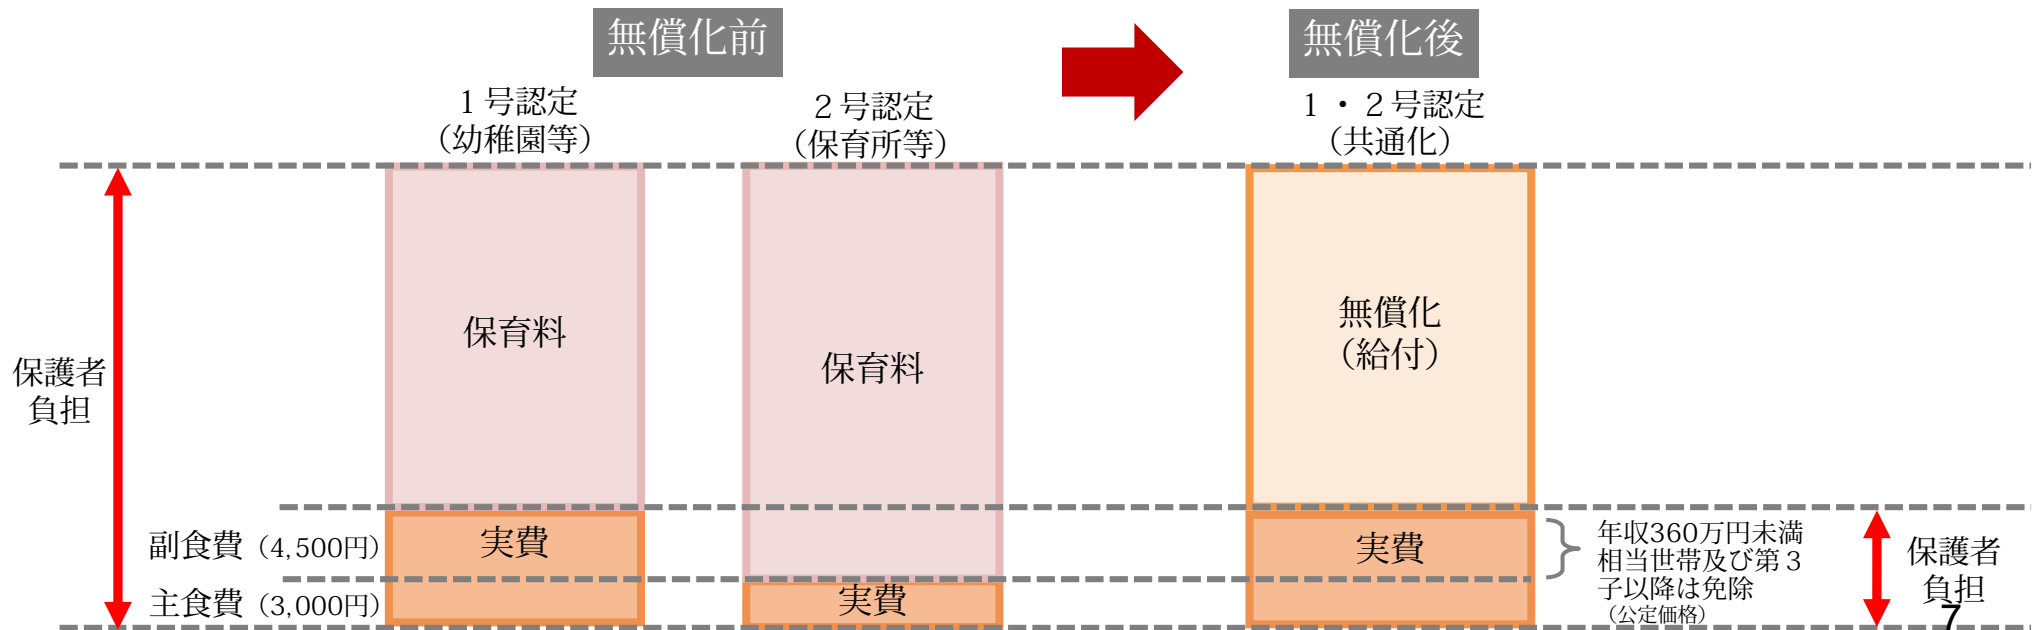 無償化前
無償化後
１号認定
（幼稚園等）
２号認定
（保育所等）
１・２号認定
（共通化）
保護者
負担
保育料
保育料
無償化
（給付）
副食費（4,500円）
実費
実費
年収360万円未満
相当世帯及び第３
子以降は免除
（公定価格）
保護者
負担
主食費（3,000円）
実費
7